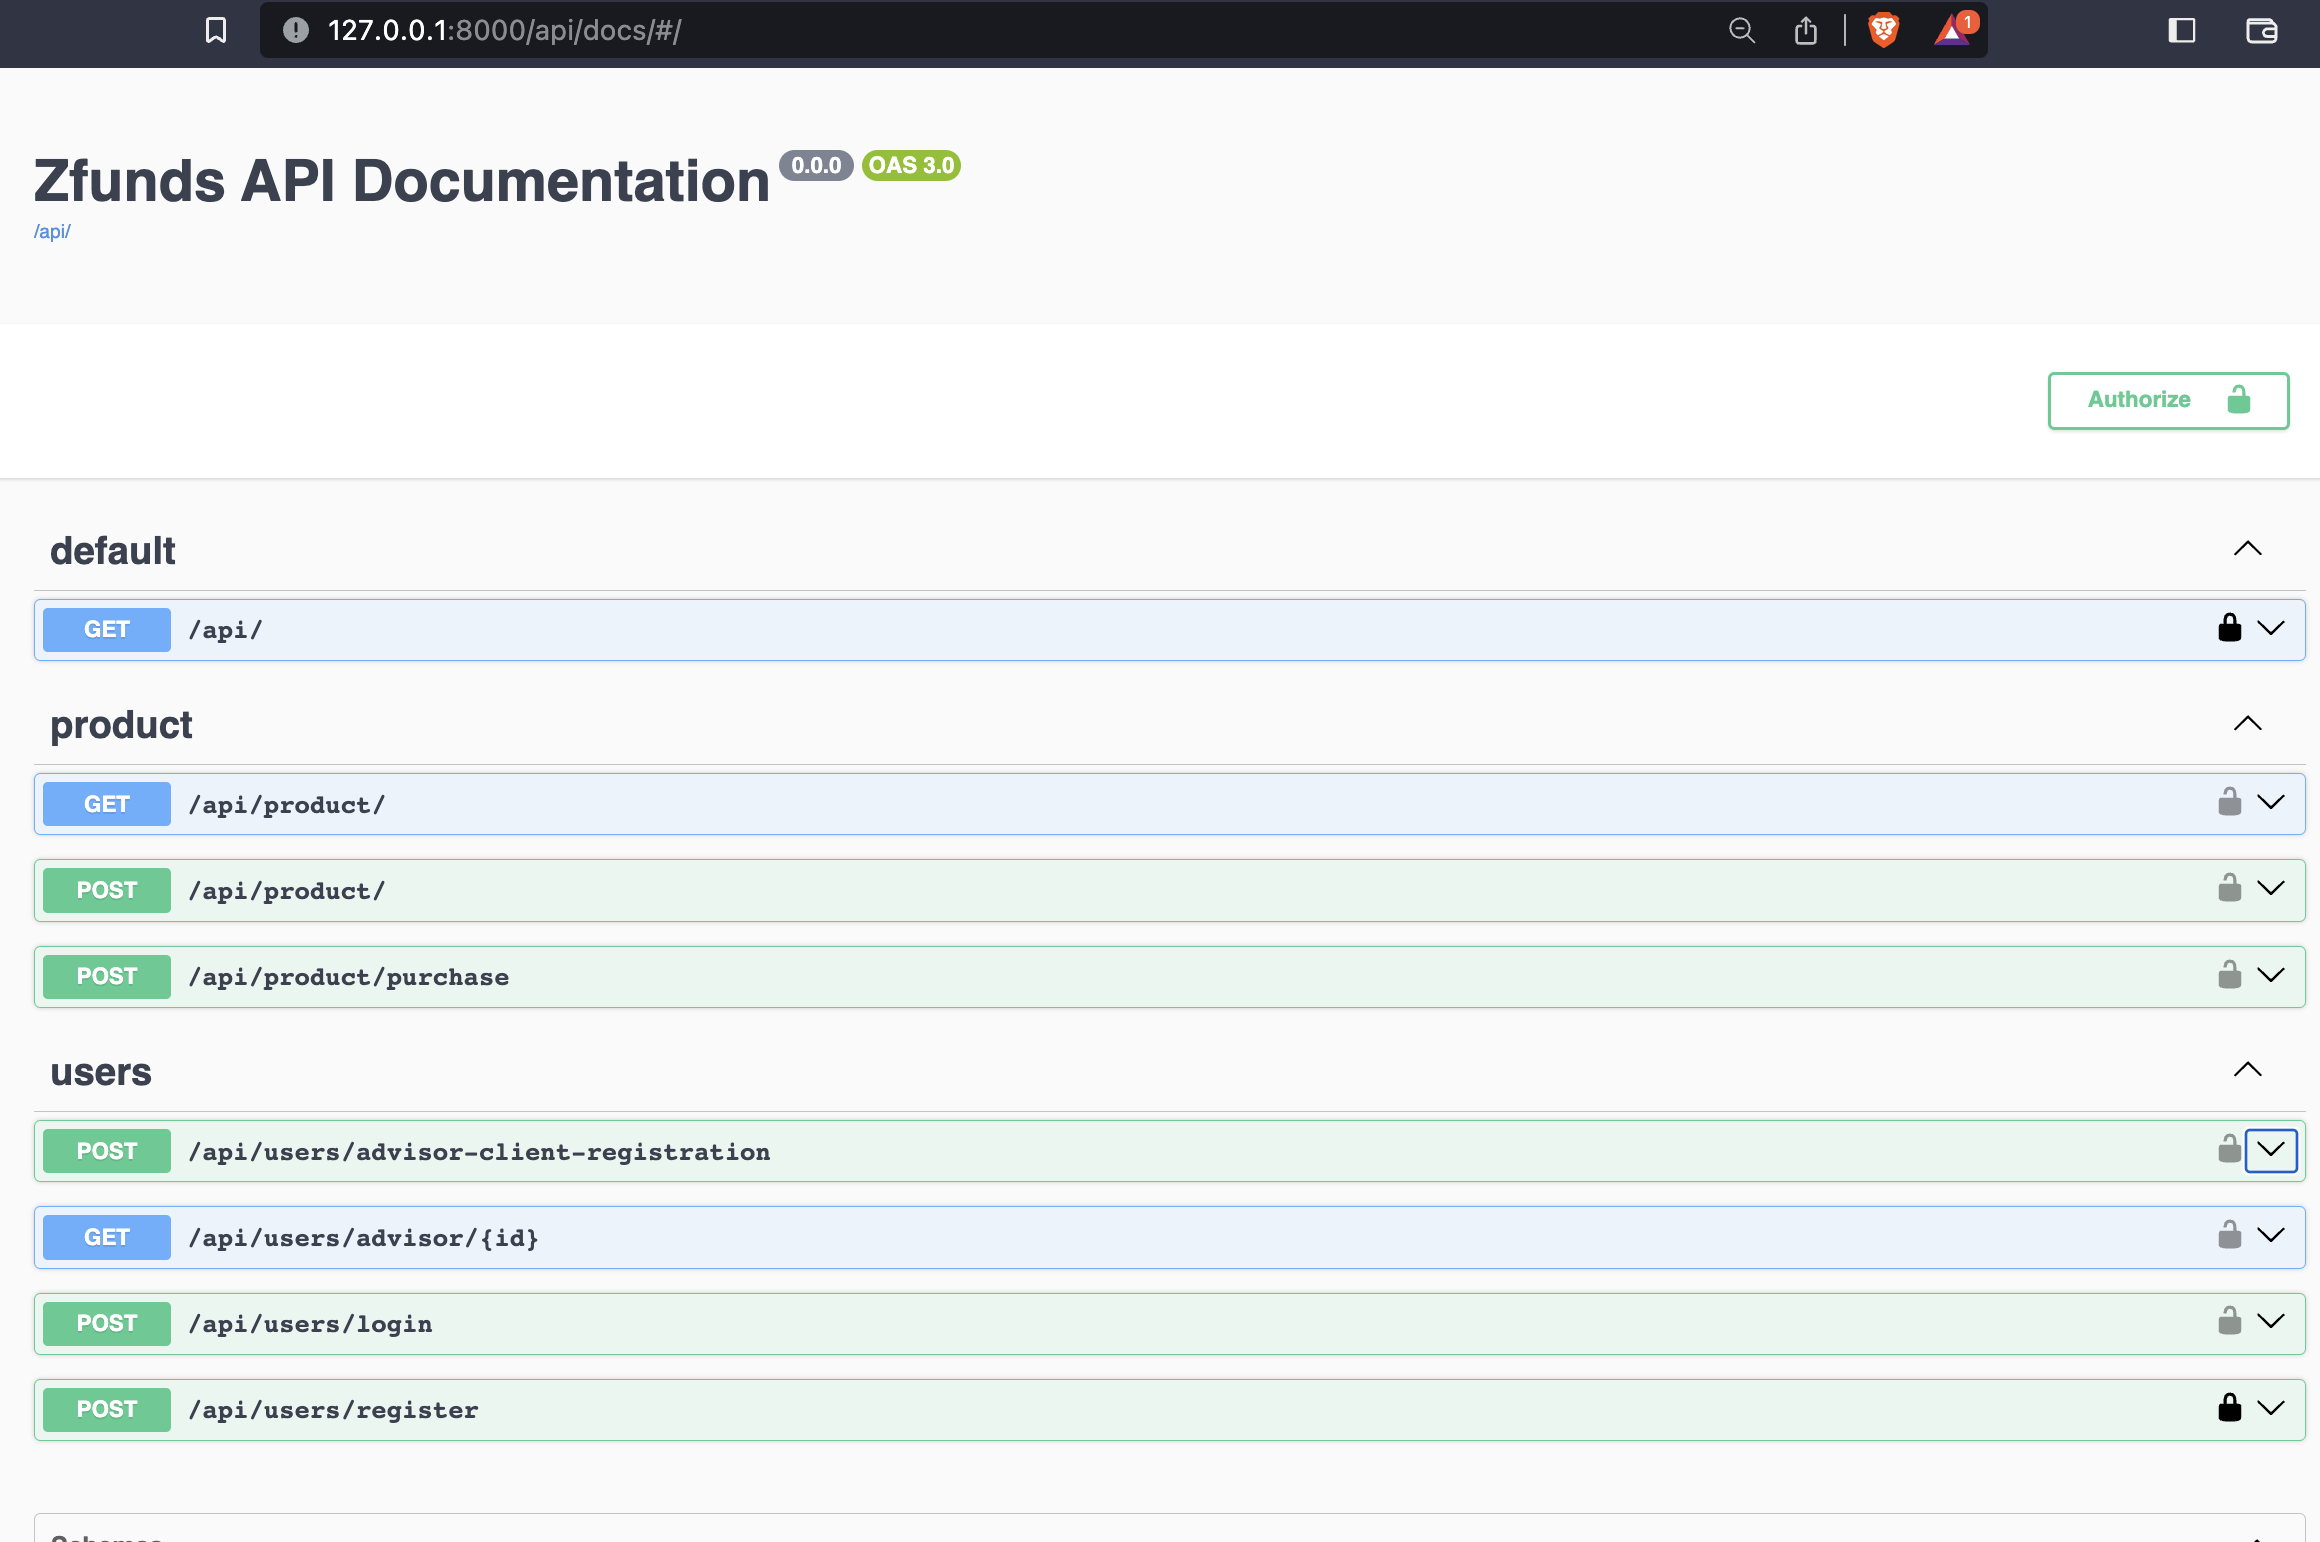 127.0.0.1:8000/api/docs/#/
1
Zfunds API Documentation 0.0.0 OAS 3.0
/api/
Authorize
default
GET /api/
product
GET /api/product/
POST /api/product/
POST /api/product/purchase
users
POST /api/users/advisor-client-registration
GET /api/users/advisor/{id}
POST /api/users/login
POST /api/users/register
Schemas